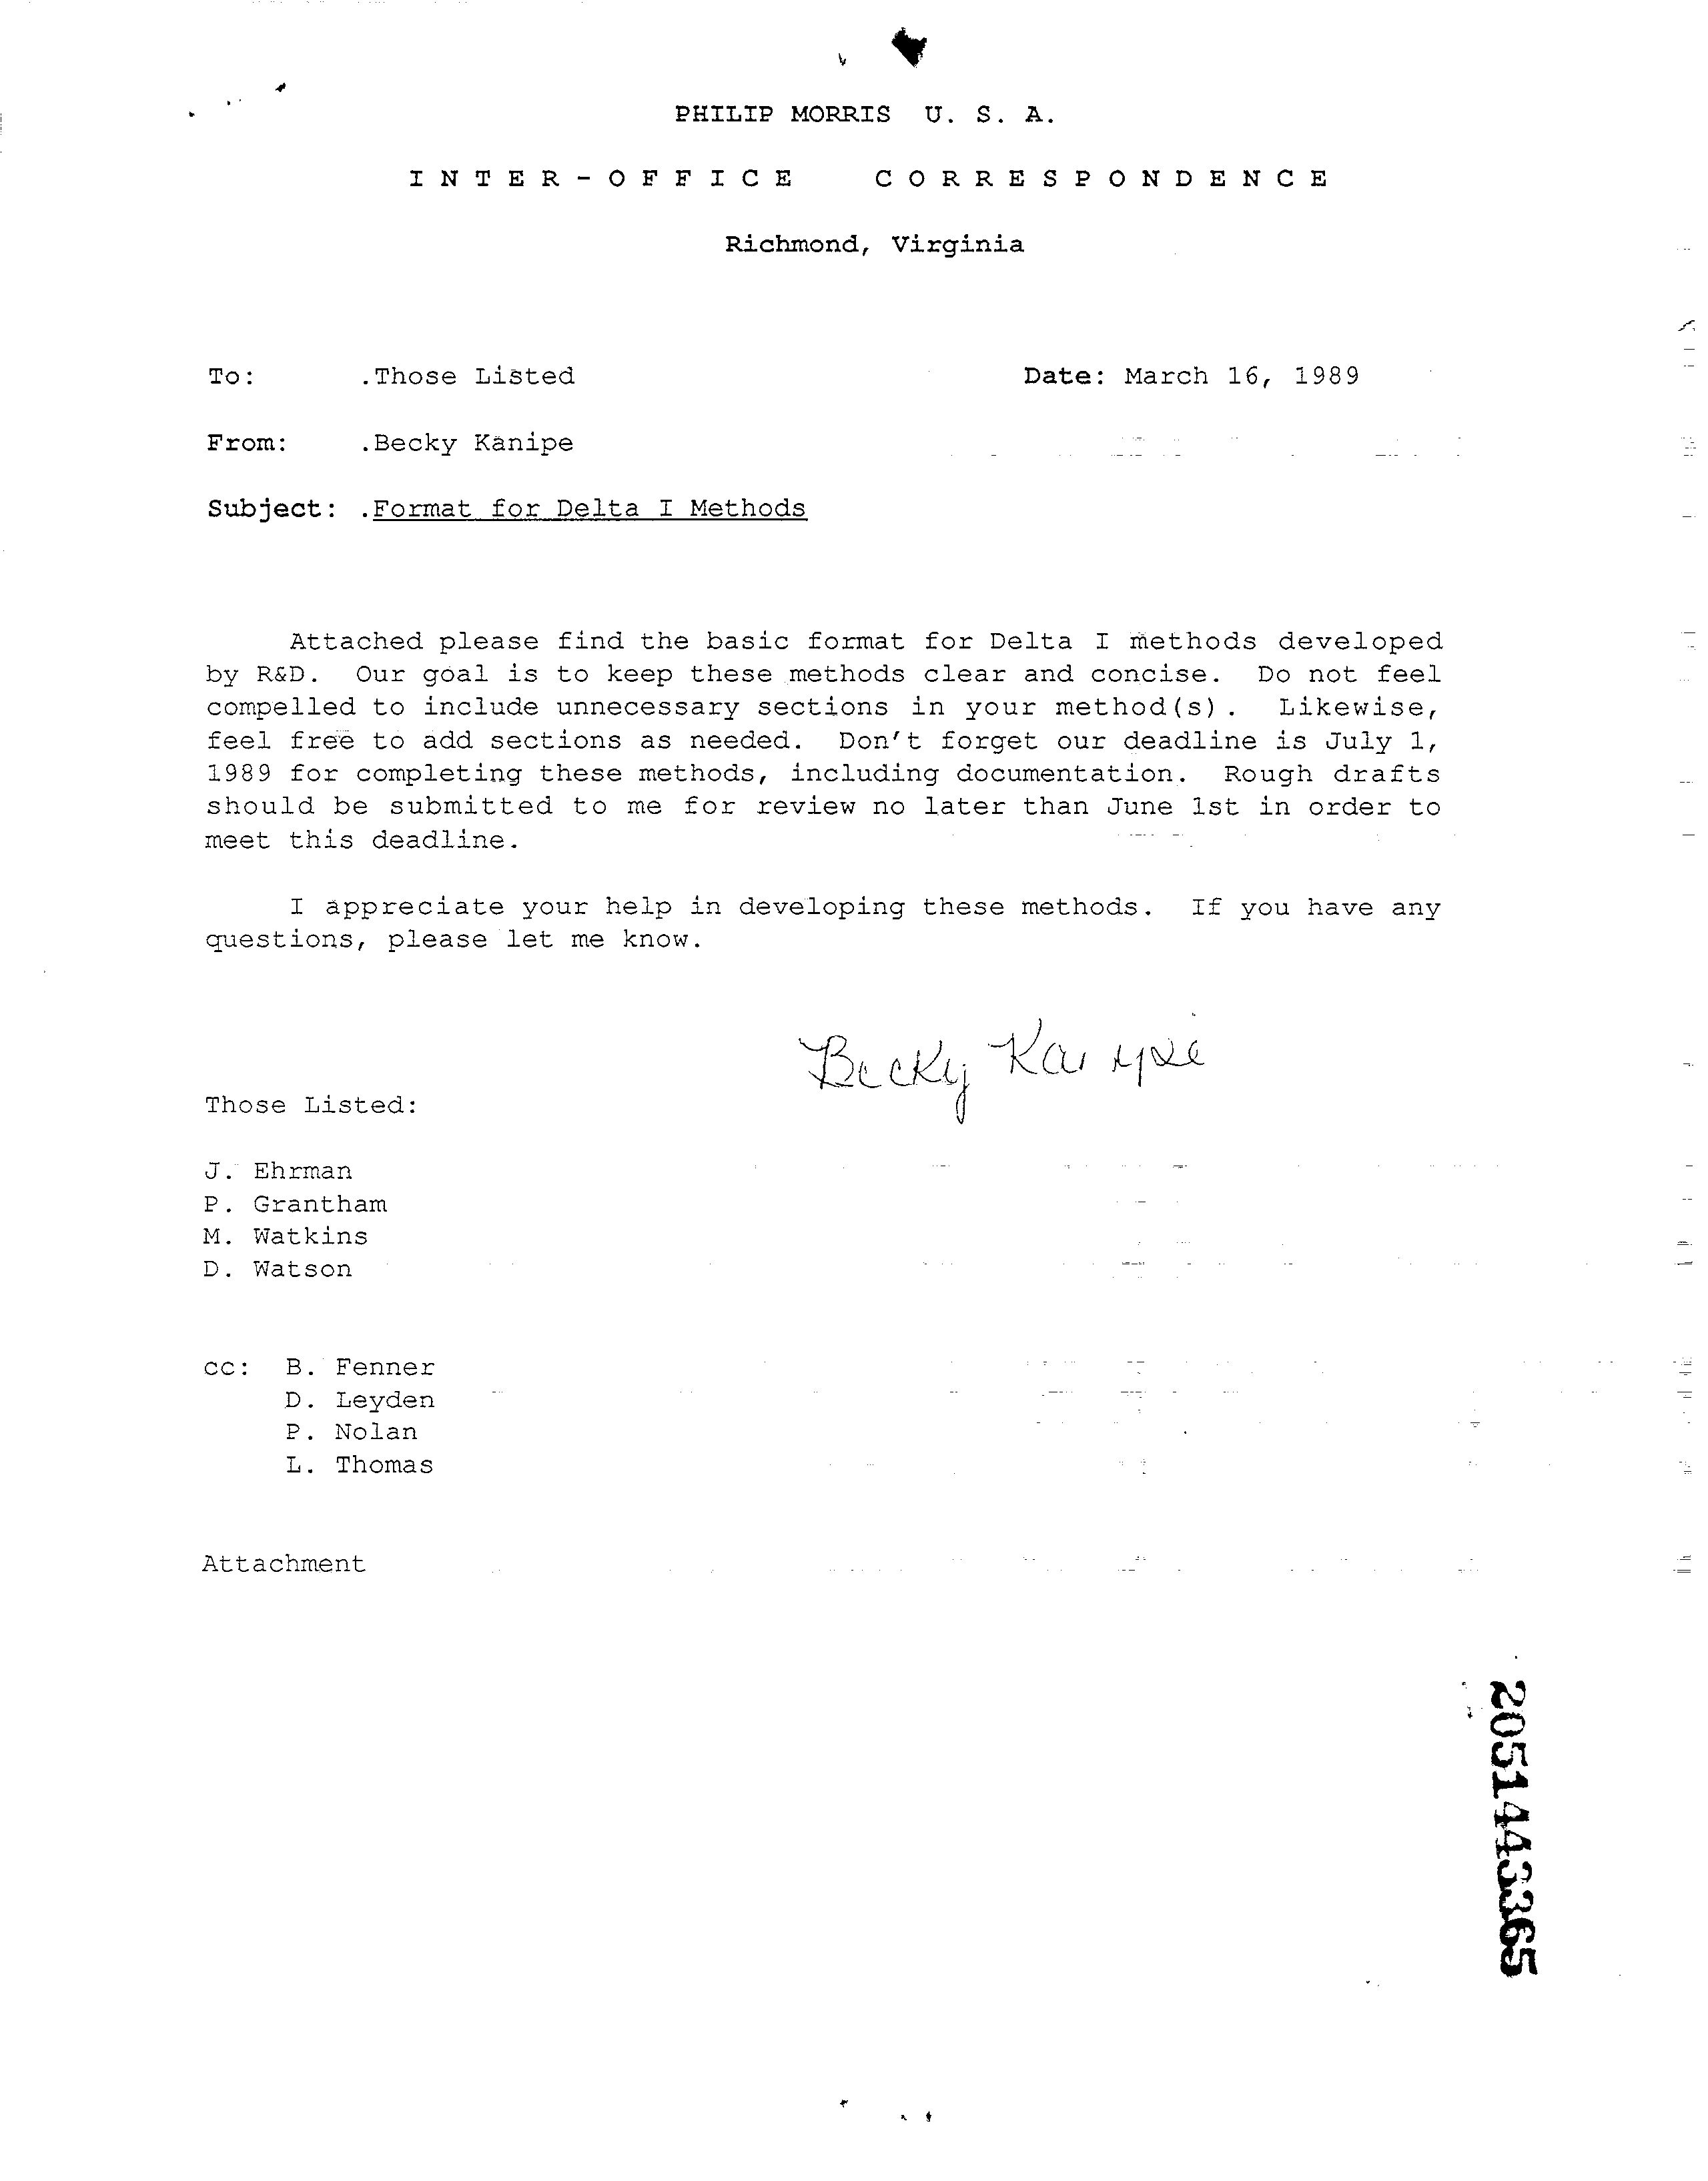 PHILIP MORRIS U. S. A.
INTER-OFFICE CORRESPONDENCE
Richmond, Virginia
To: .Those Listed Date: March 16, 1989
From: .Becky Kanipe
Subject: .Format for Delta I Methods
Attached please find the basic format for Delta I methods developed
by R&D. Our goal is to keep these methods clear and concise. Do not feel
compelled to include unnecessary sections in your method(s). Likewise,
feel free to add sections as needed. Don't forget our deadline is July 1,
1989 for completing these methods, including documentation. Rough drafts
should be submitted to me for review no later than June 1st in order to
meet this deadline.
I appreciate your help in developing these methods. If you have any
questions, please let me know.
Becky Kanipe
Those Listed:
J. Ehrman
P. Grantham
M. Watkins
D. Watson
cc: B. Fenner
D. Leyden
P. Nolan
L. Thomas
Attachment
2051443365